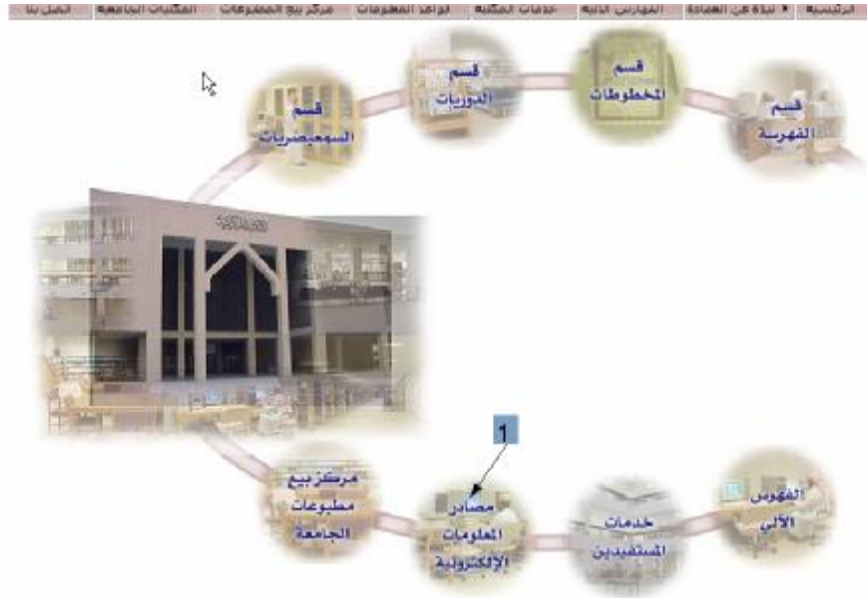 الرئيسية
نبذة عن العمادة
الفهارس الآلية
خدمات المكتبة
قواعد المعلومات
مركز بيع المطبوعات
المكتبات الجامعية
اتصل بنا
قسم
المخطوطات
قسم
الدوريات
قسم
الفهرسة
قسم
السمعبصريات
1
مركز بيع
مطبوعات
الجامعة
مصادر
المعلومات
الإلكترونية
خدمات
المستفيدين
الفهرس
الآلي